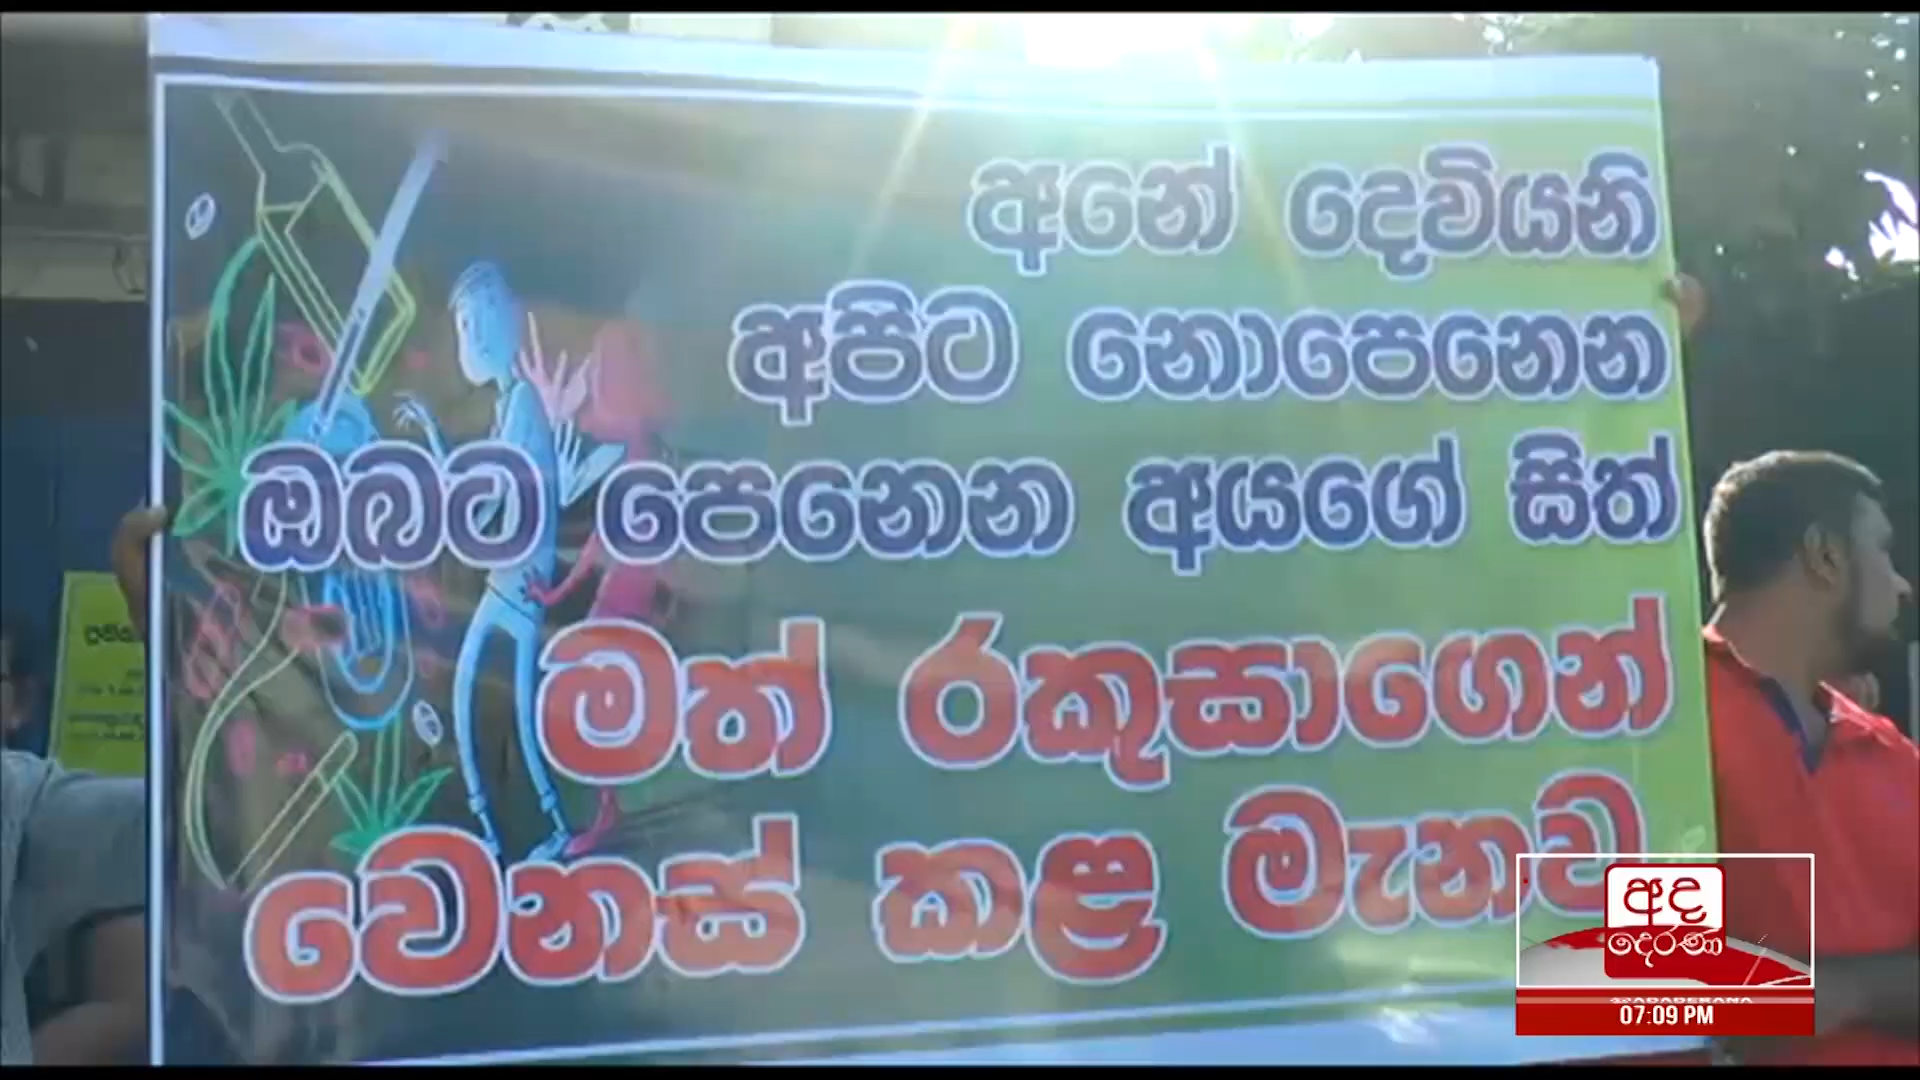 අනේ දෙවියනි
අපිට නොපෙනෙන
ඔබට පෙනෙන අයගේ සිත්
මත් රකුසාගෙන්
වෙනස් කළ මැනව
අද
දෙරණ
07:09 PM